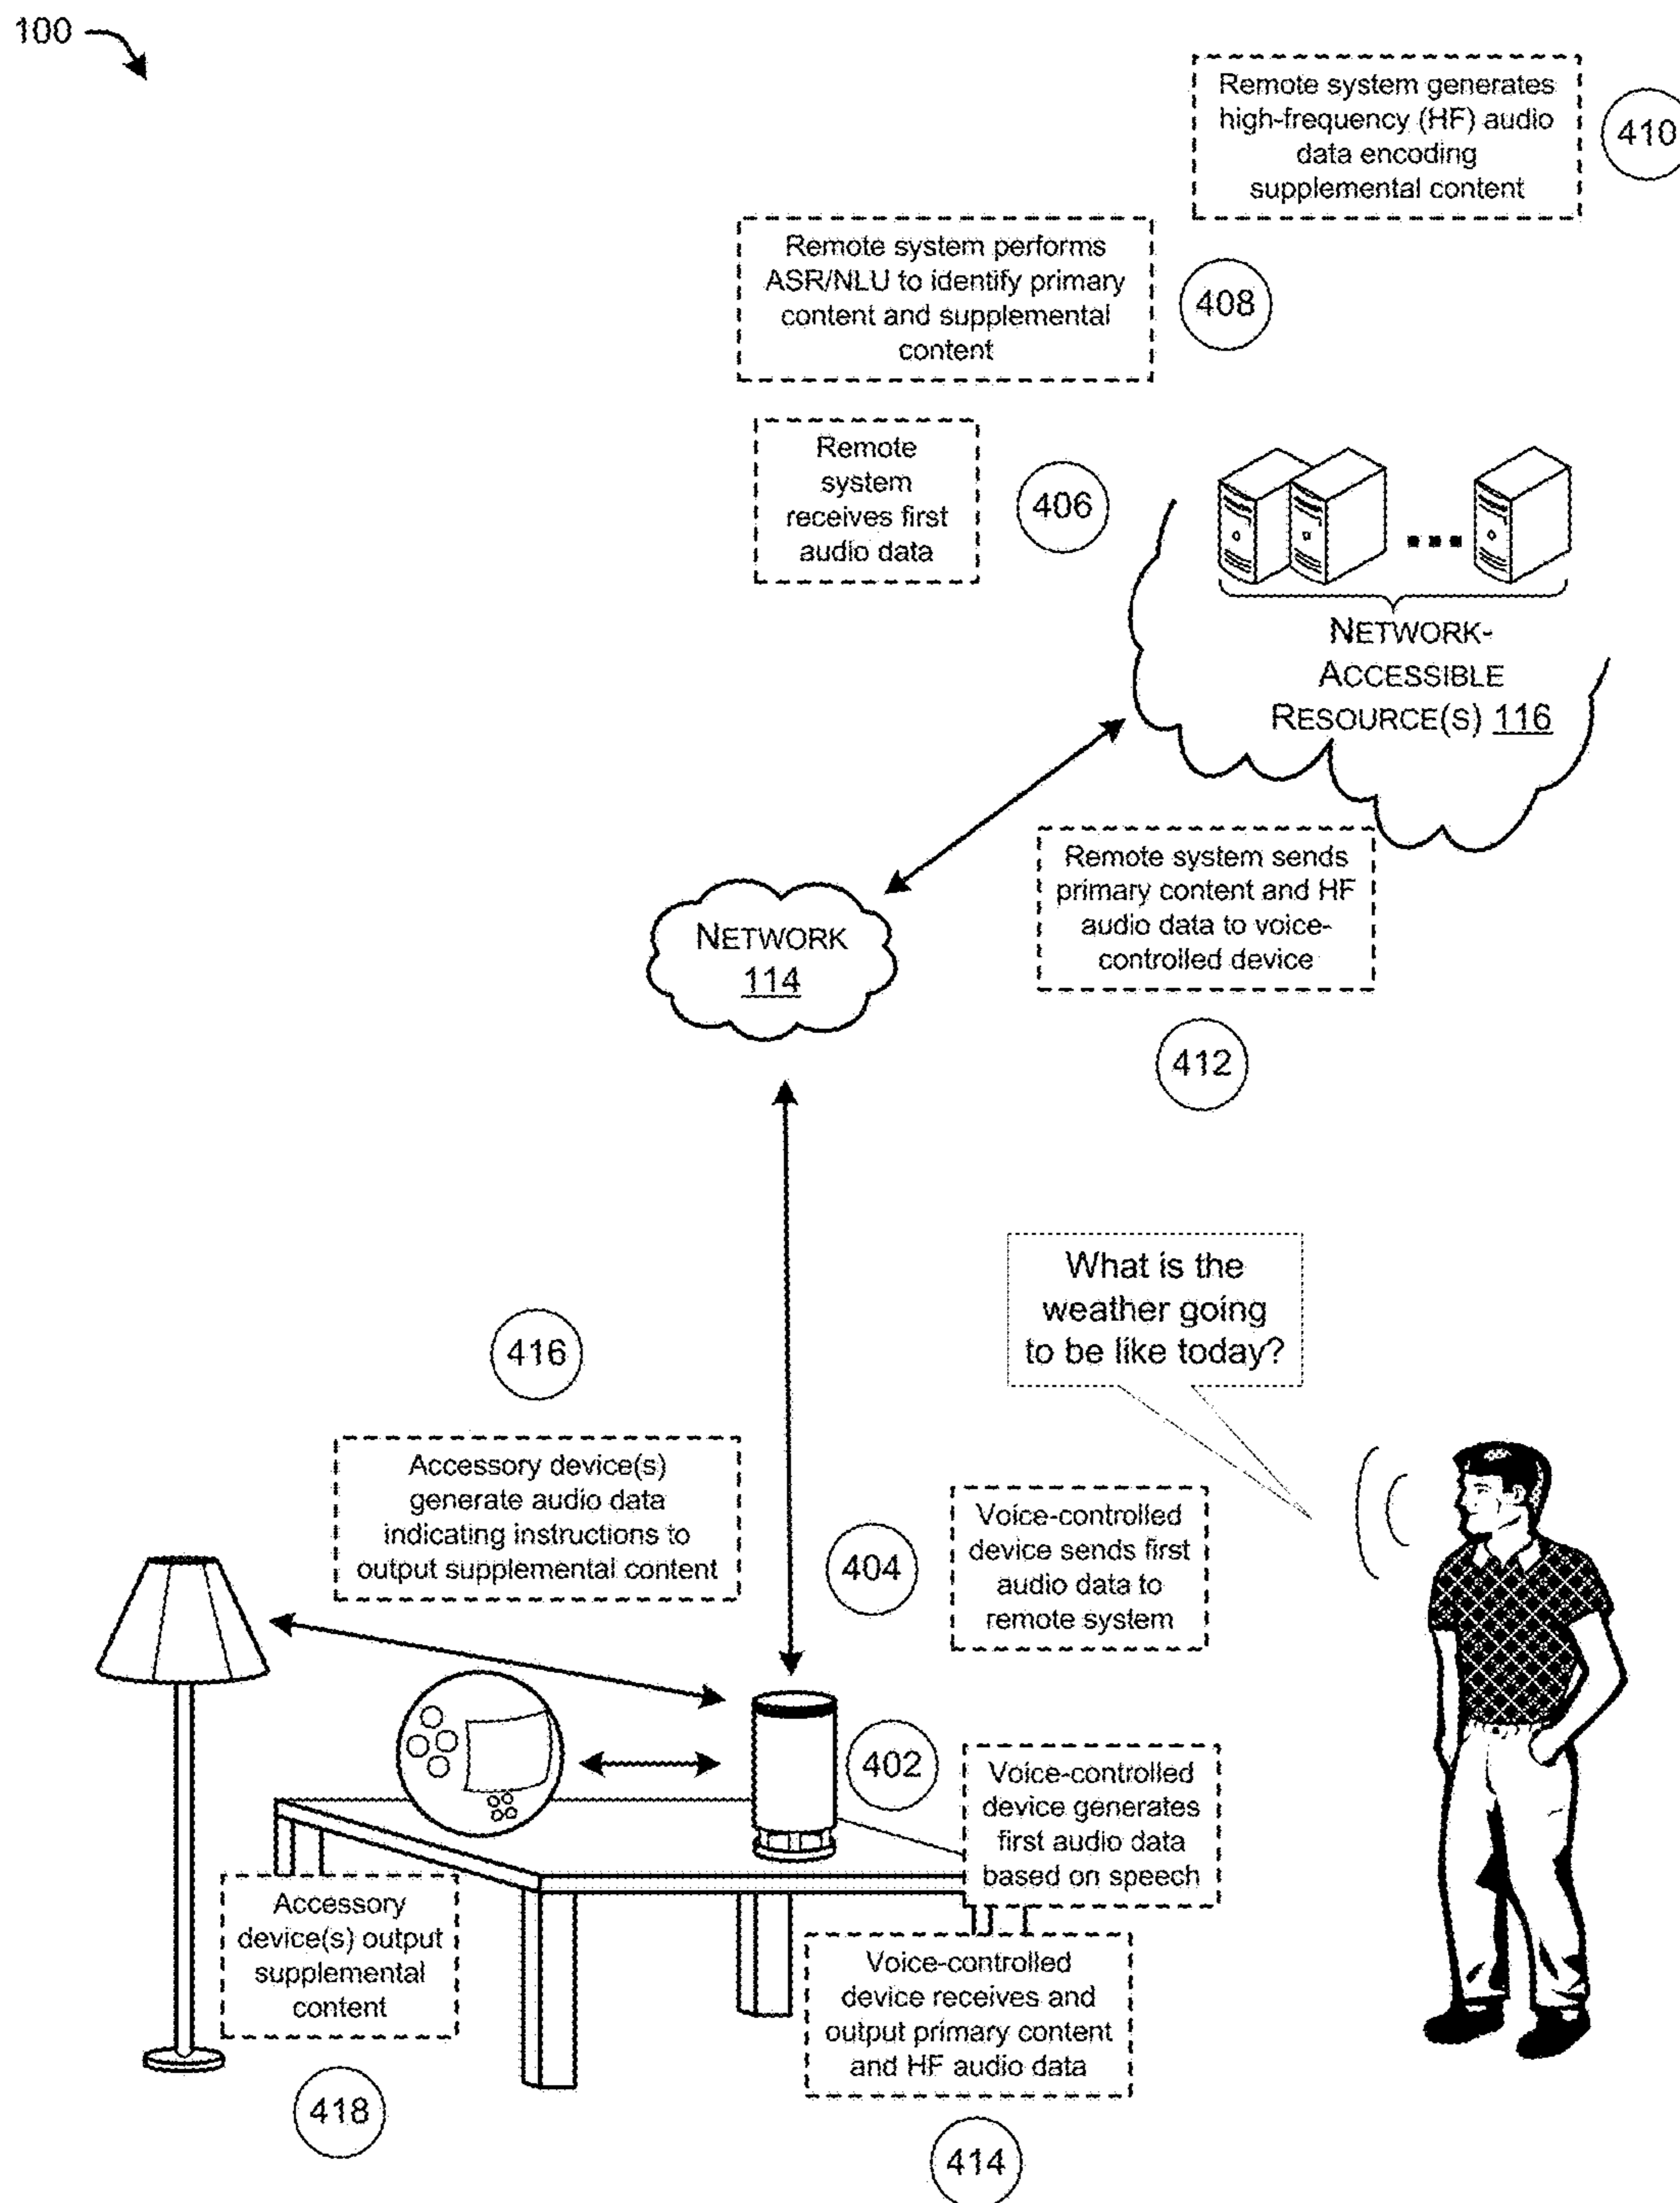 100
Remote system generates
high-frequency (HF) audio
data encoding
supplemental content
410
Remote system performs
ASR/NLU to identify primary
content and supplemental
content
408
Remote
system
receives first
audio data
406
NETWORK-
ACCESSIBLE
RESOURCE(S) 116
Remote system sends
primary content and HF
audio data to voice-
controlled device
412
NETWORK
114
What is the
weather going
to be like today?
416
Accessory device(s)
generate audio data
indicating instructions to
output supplemental content
404
Voice-controlled
device sends first
audio data to
remote system
402
Voice-controlled
device generates
first audio data
based on speech
Accessory
device(s) output
supplemental
content
418
Voice-controlled
device receives and
output primary content
and HF audio data
414